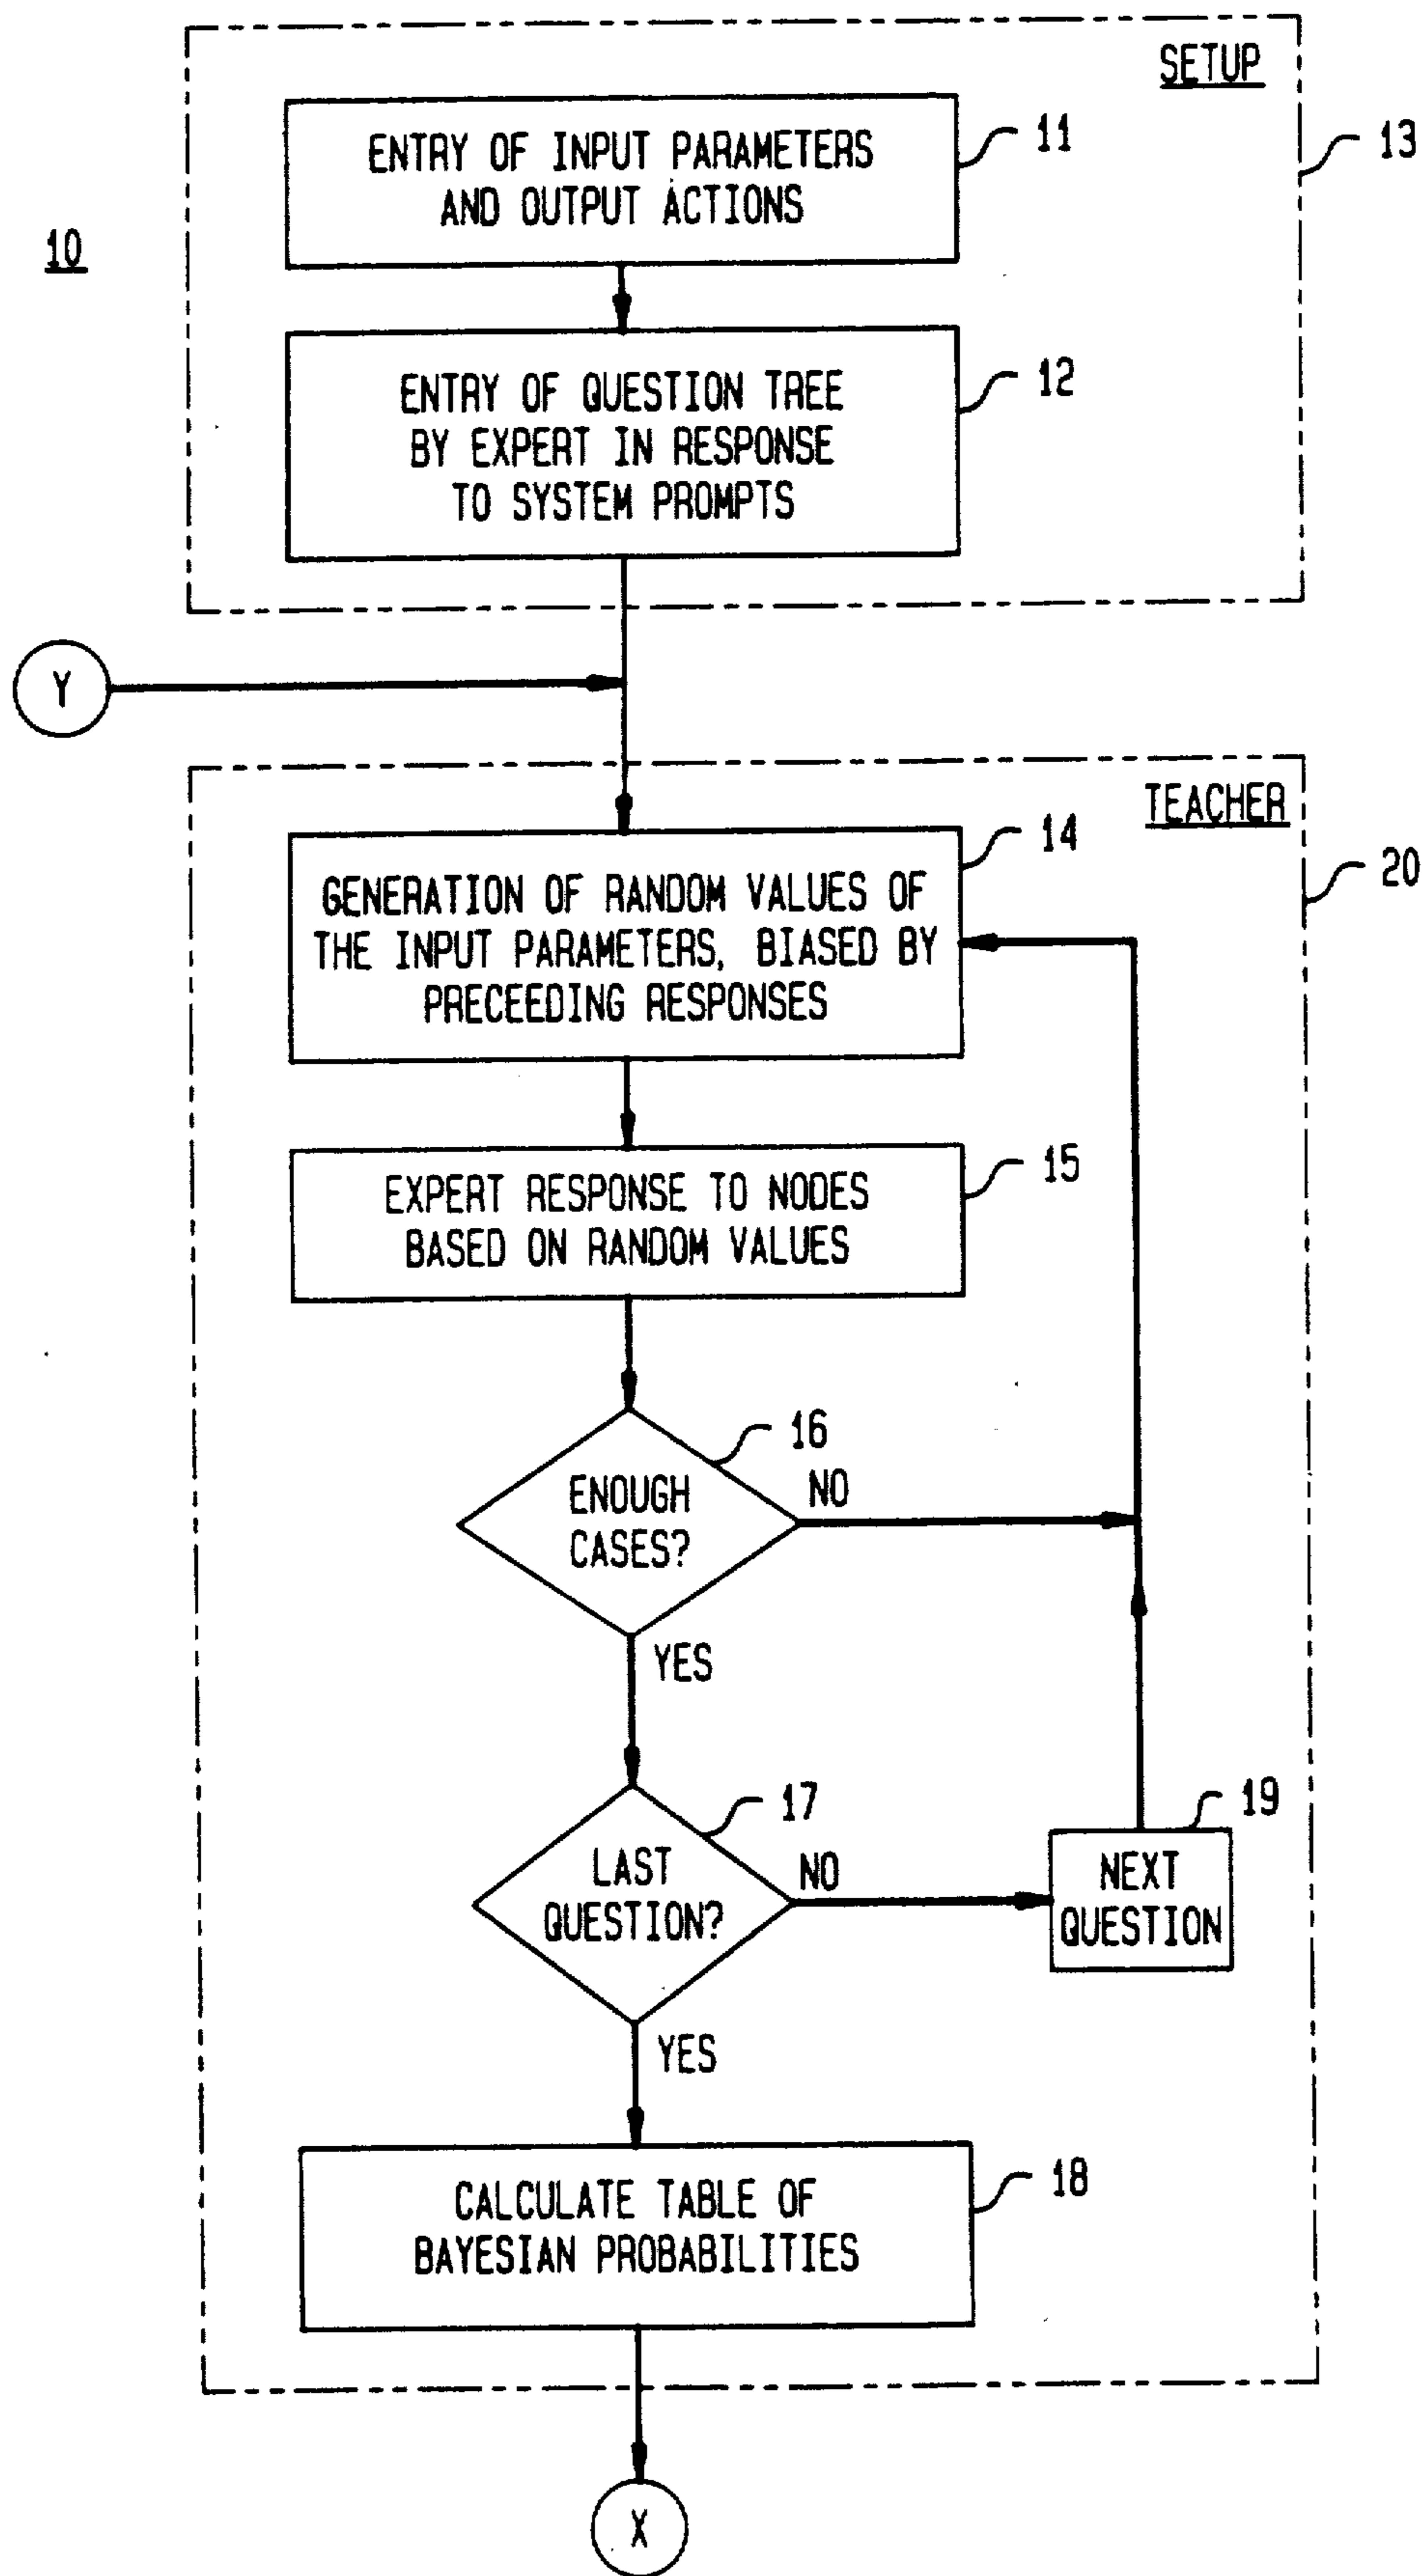 SETUP
11
ENTRY OF INPUT PARAMETERS
AND OUTPUT ACTIONS
13
10
12
ENTRY OF QUESTION TREE
BY EXPERT IN RESPONSE
TO SYSTEM PROMPTS
Y
TEACHER
14
20
GENERATION OF RANDOM VALUES OF
THE INPUT PARAMETERS, BIASED BY
PRECEEDING RESPONSES
15
EXPERT RESPONSE TO NODES
BASED ON RANDOM VALUES
16
ENOUGH
CASES?
NO
YES
17
LAST
QUESTION?
NO
19
NEXT
QUESTION
YES
18
CALCULATE TABLE OF
BAYESIAN PROBABILITIES
X